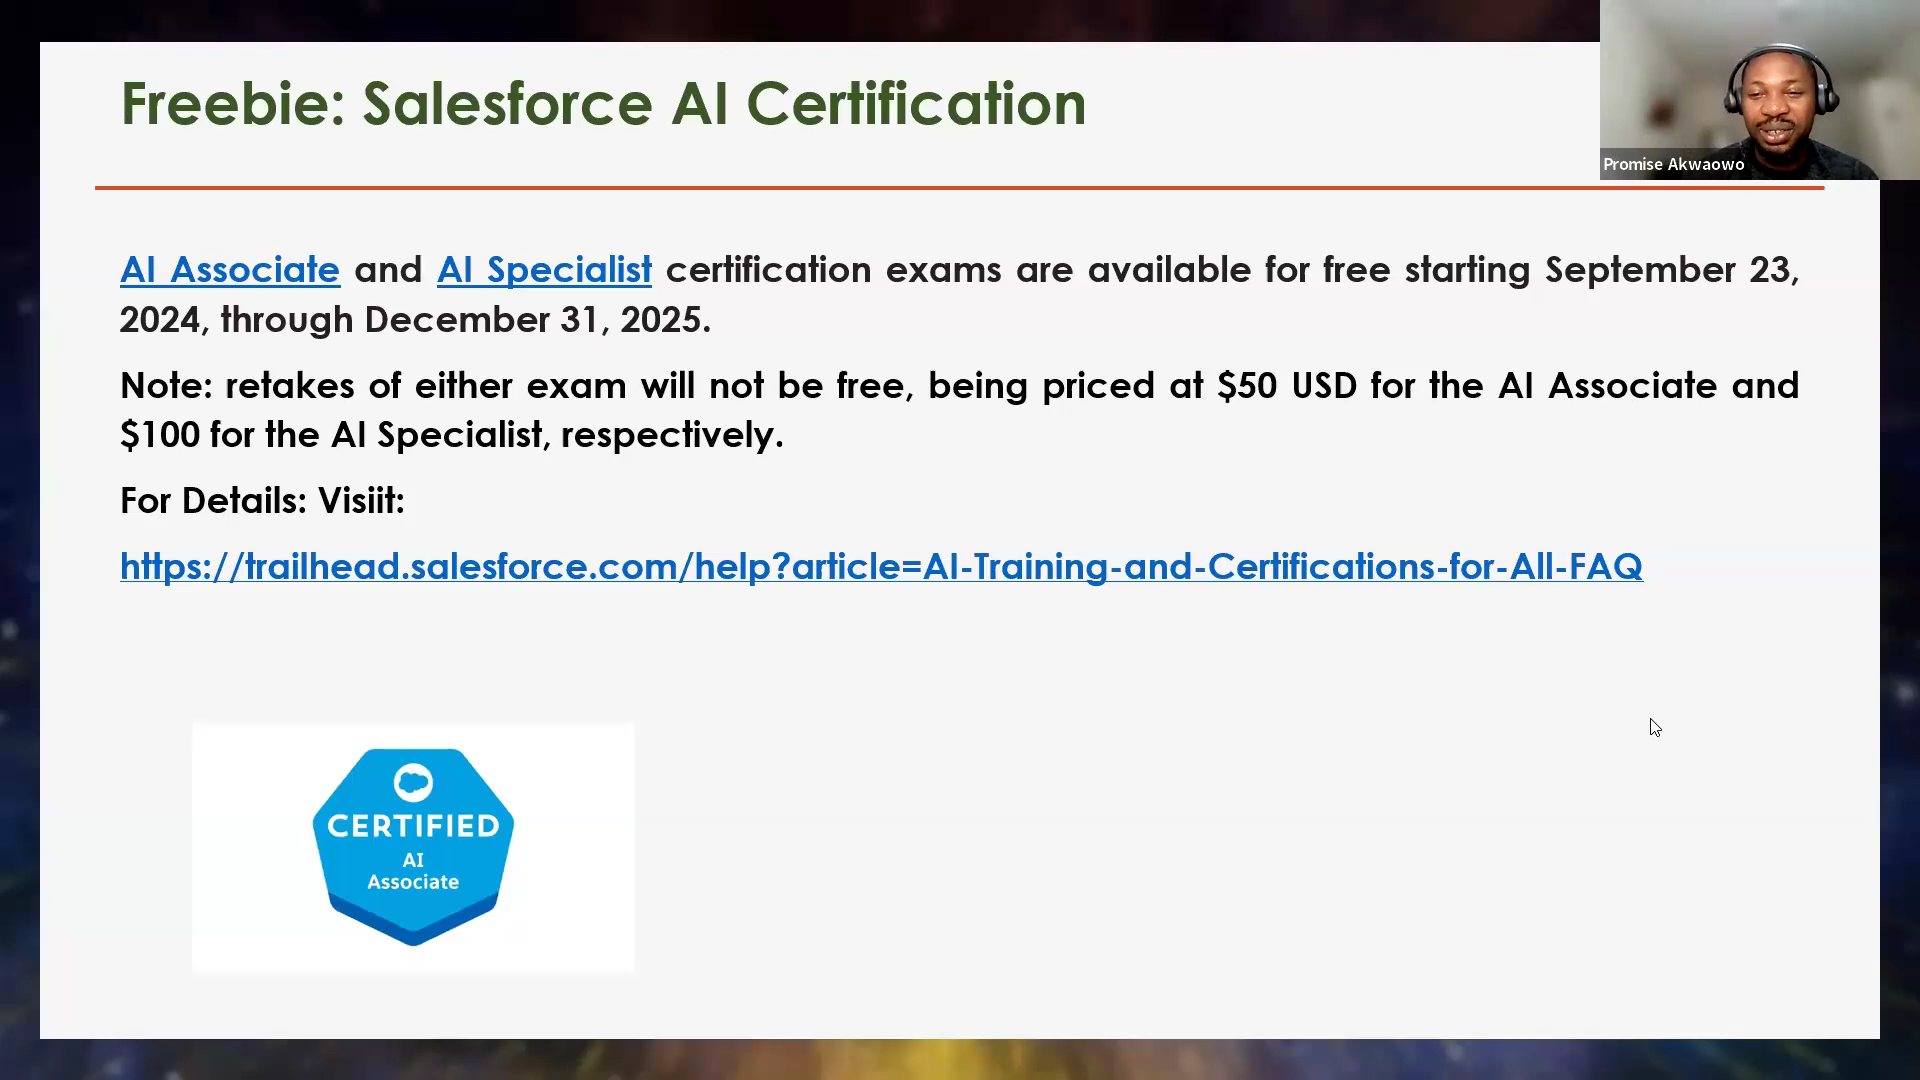 Freebie: Salesforce AI Certification
Promise Akwaowo
AI Associate and AI Specialist certification exams are available for free starting September 23,
2024, through December 31, 2025.
Note: retakes of either exam will not be free, being priced at $50 USD for the AI Associate and
$100 for the AI Specialist, respectively.
For Details: Visiit:
https://trailhead.salesforce.com/help?article=AI-Training-and-Certifications-for-All-FAQ
CERTIFIED
AI
Associate